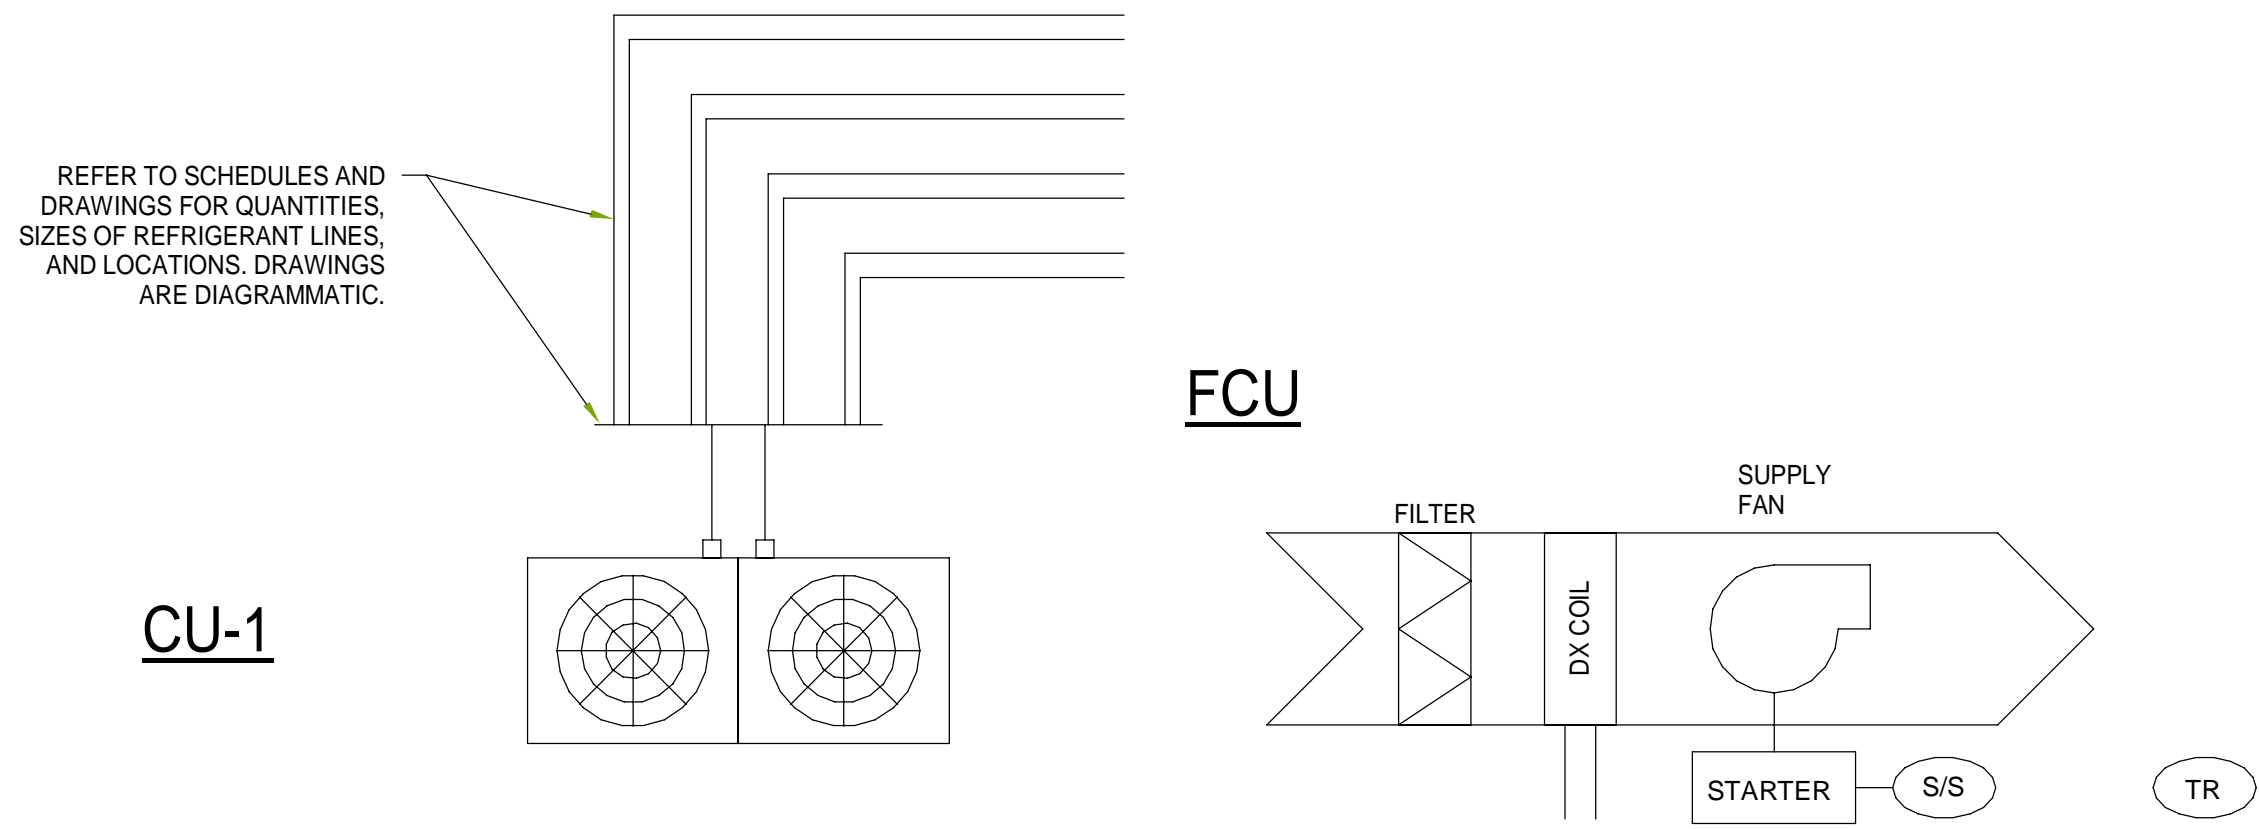 REFER TO SCHEDULES AND
DRAWINGS FOR QUANTITIES,
SIZES OF REFRIGERANT LINES,
AND LOCATIONS. DRAWINGS
ARE DIAGRAMMATIC.
CU-1
FCU
SUPPLY
FAN
FILTER
DX COIL
STARTER
S/S
TR